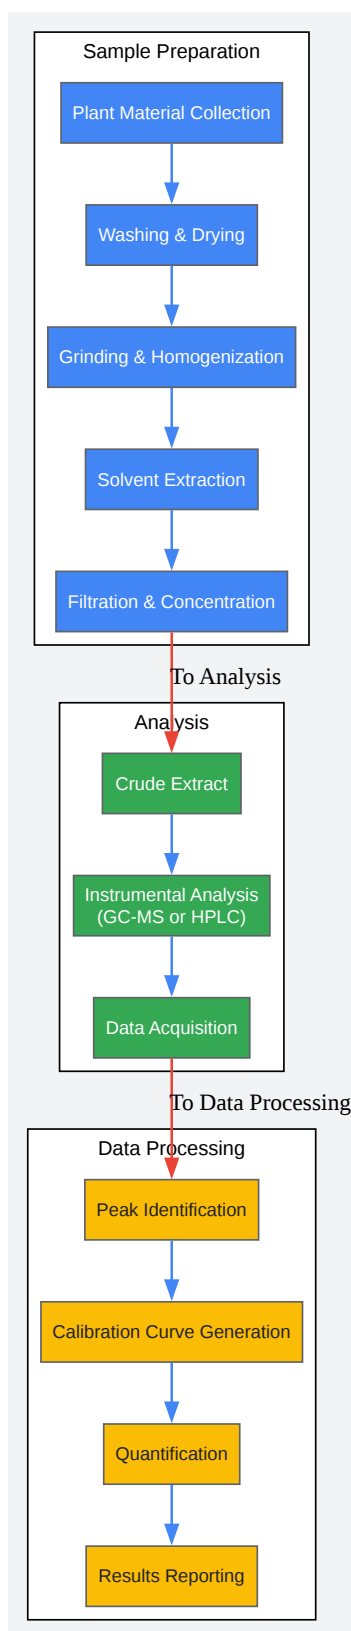 Sample Preparation
Plant Material Collection
Washing & Drying
Grinding & Homogenization
Solvent Extraction
Filtration & Concentration
To Analysis
Analysis
Crude Extract
Instrumental Analysis
(GC-MS or HPLC)
Data Acquisition
To Data Processing
Data Processing
Peak Identification
Calibration Curve Generation
Quantification
Results Reporting